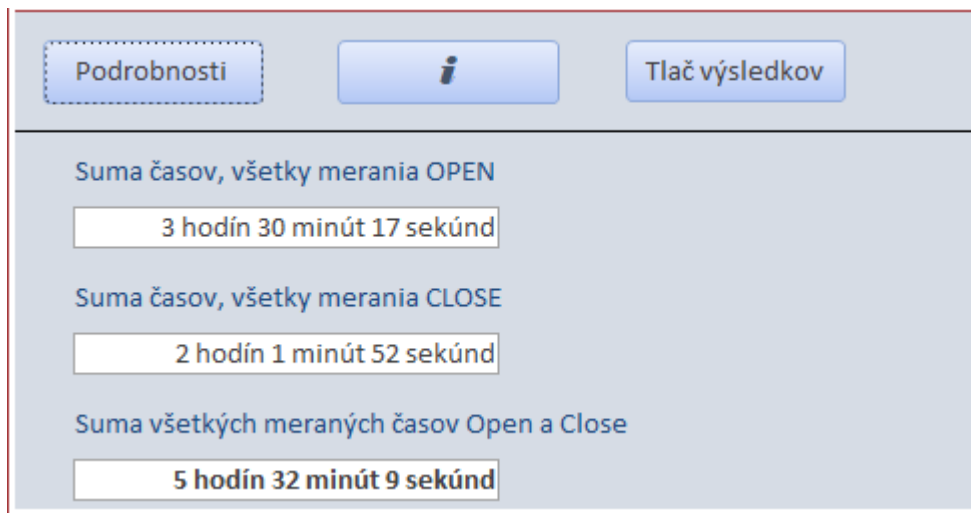 Podrobnosti
i
Tlač výsledkov
Suma časov, všetky merania OPEN
3 hodín 30 minút 17 sekúnd
Suma časov, všetky merania CLOSE
2 hodín 1 minút 52 sekúnd
Suma všetkých meraných časov Open a Close
5 hodín 32 minút 9 sekúnd